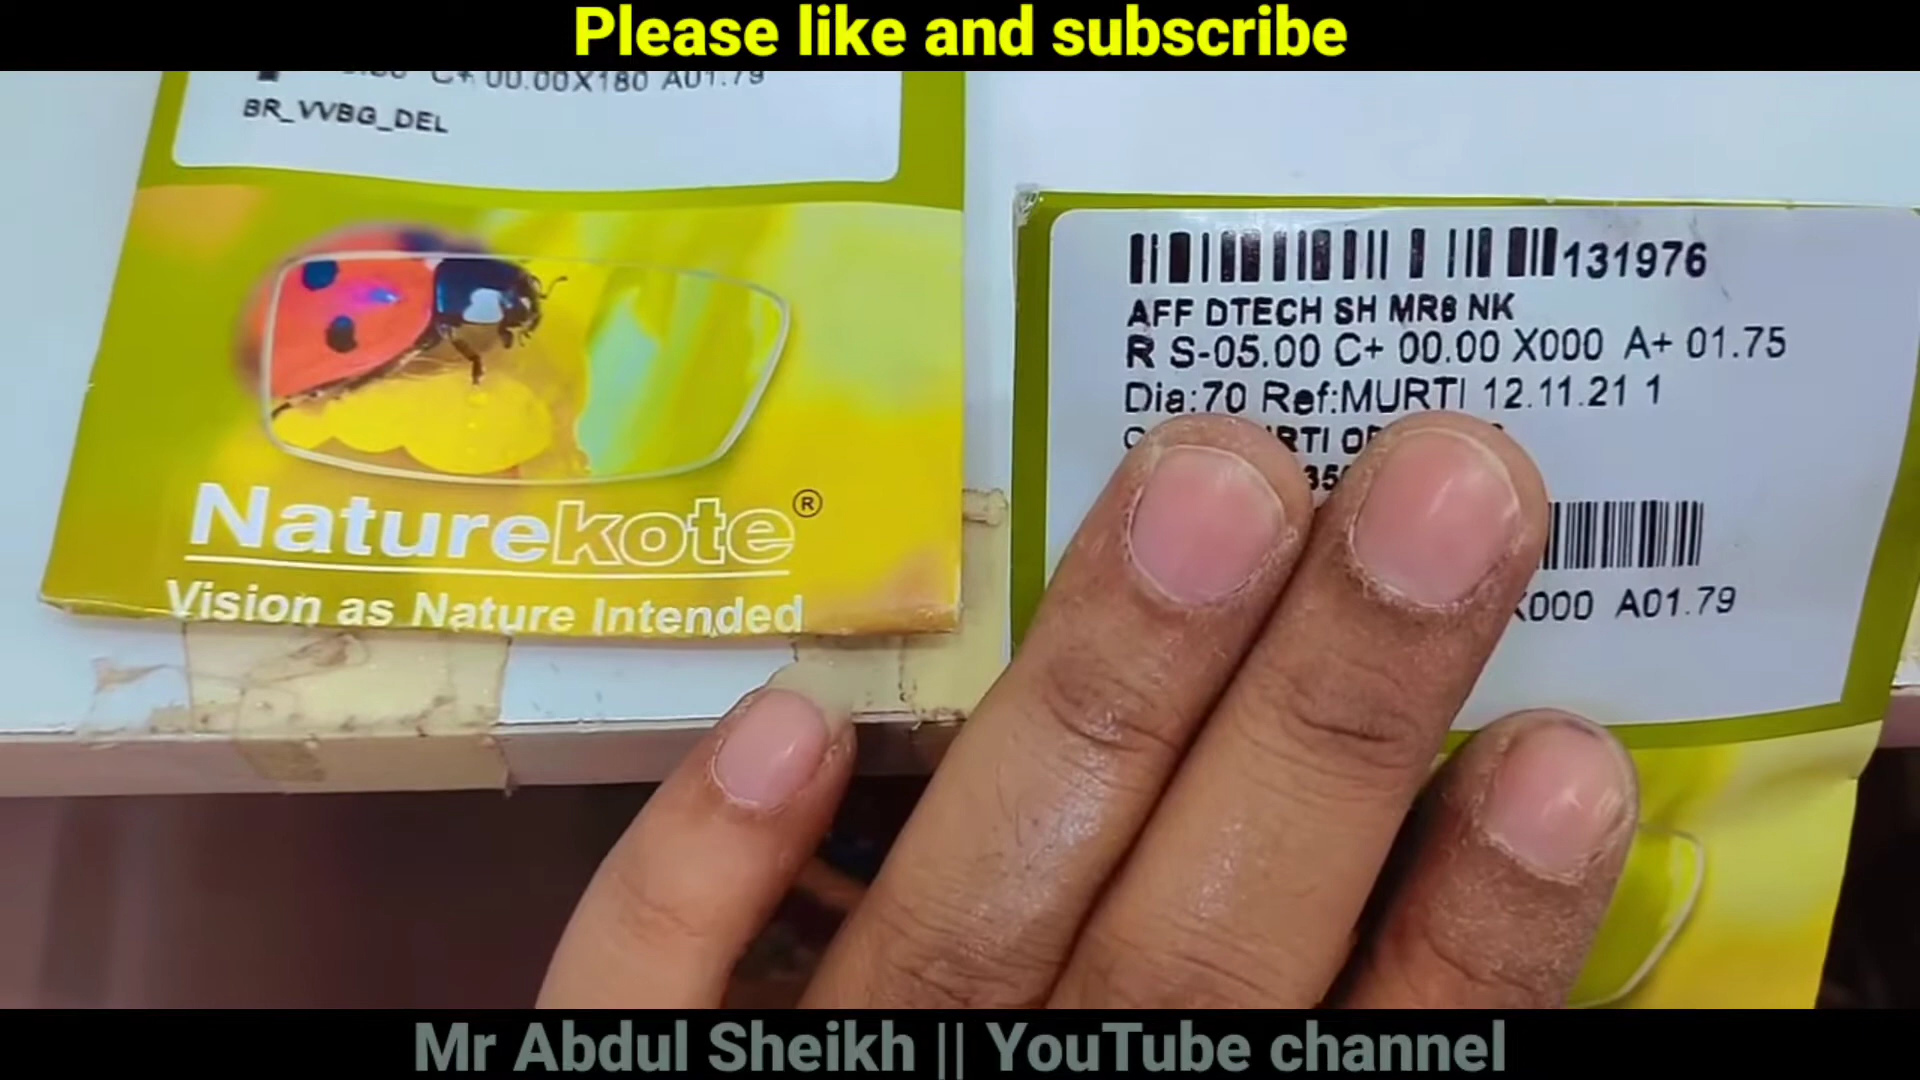 Please like and subscribe
C+ 00.00X180 A01.79
BR_VVBG_DEL
Naturekote®
Vision as Nature Intended
131976
AFF DTECH SH MR8 NK
R S-05.00 C+ 00.00 X000 A+ 01.75
Dia:70 Ref:MURTI 12.11.21 1
X000 A01.79
Mr Abdul Sheikh || YouTube channel